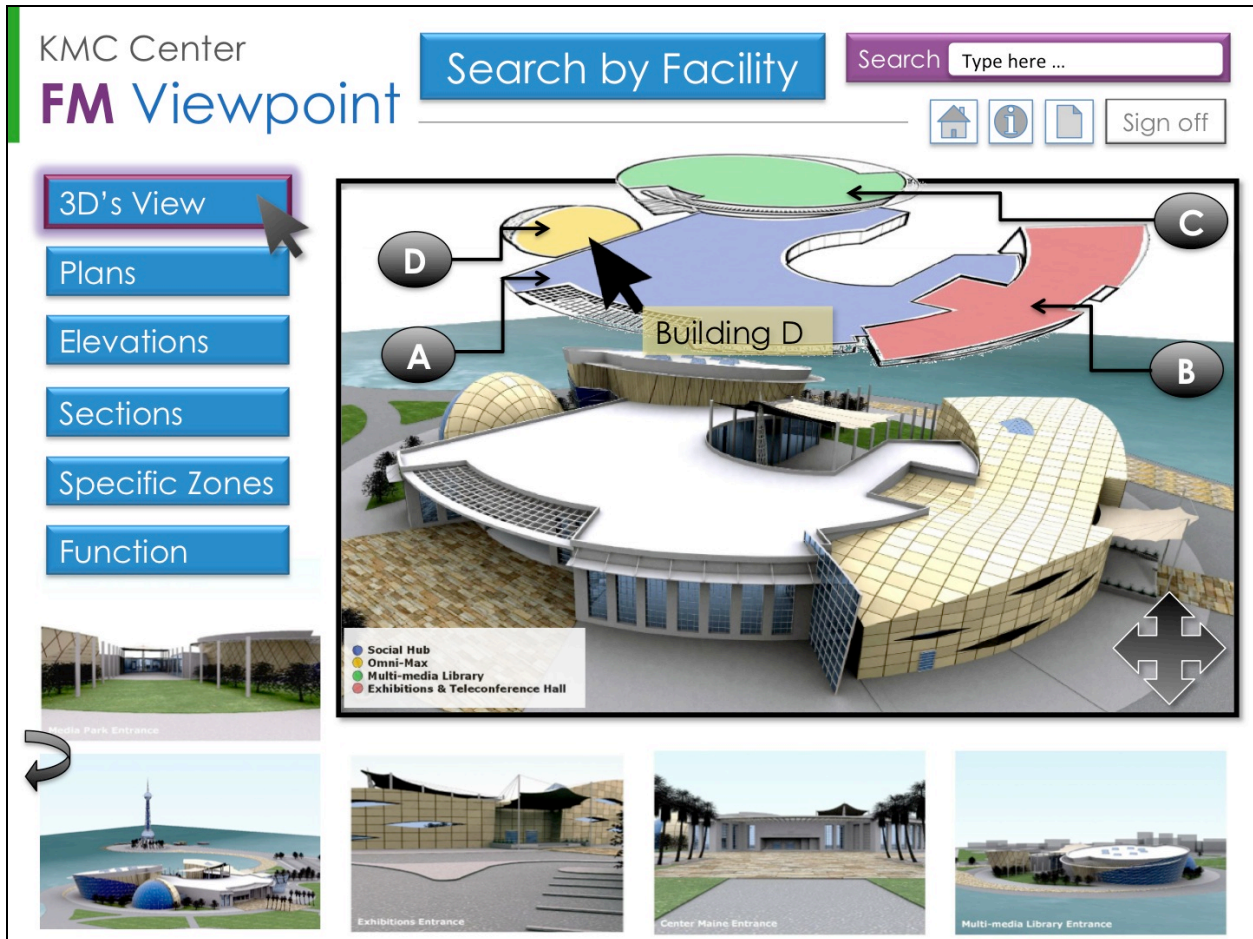 KMC Center
FM Viewpoint
Search by Facility
Search
Type here ...
Sign off
3D's View
Plans
Elevations
Sections
Specific Zones
Function
C
D
A
Building D
B
Social Hub
Omni-Max
Multi-media Library
Exhibitions & Teleconference Hall
Media Park Entrance
Exhibitions Entrance
Center Maine Entrance
Multi-media Library Entrance